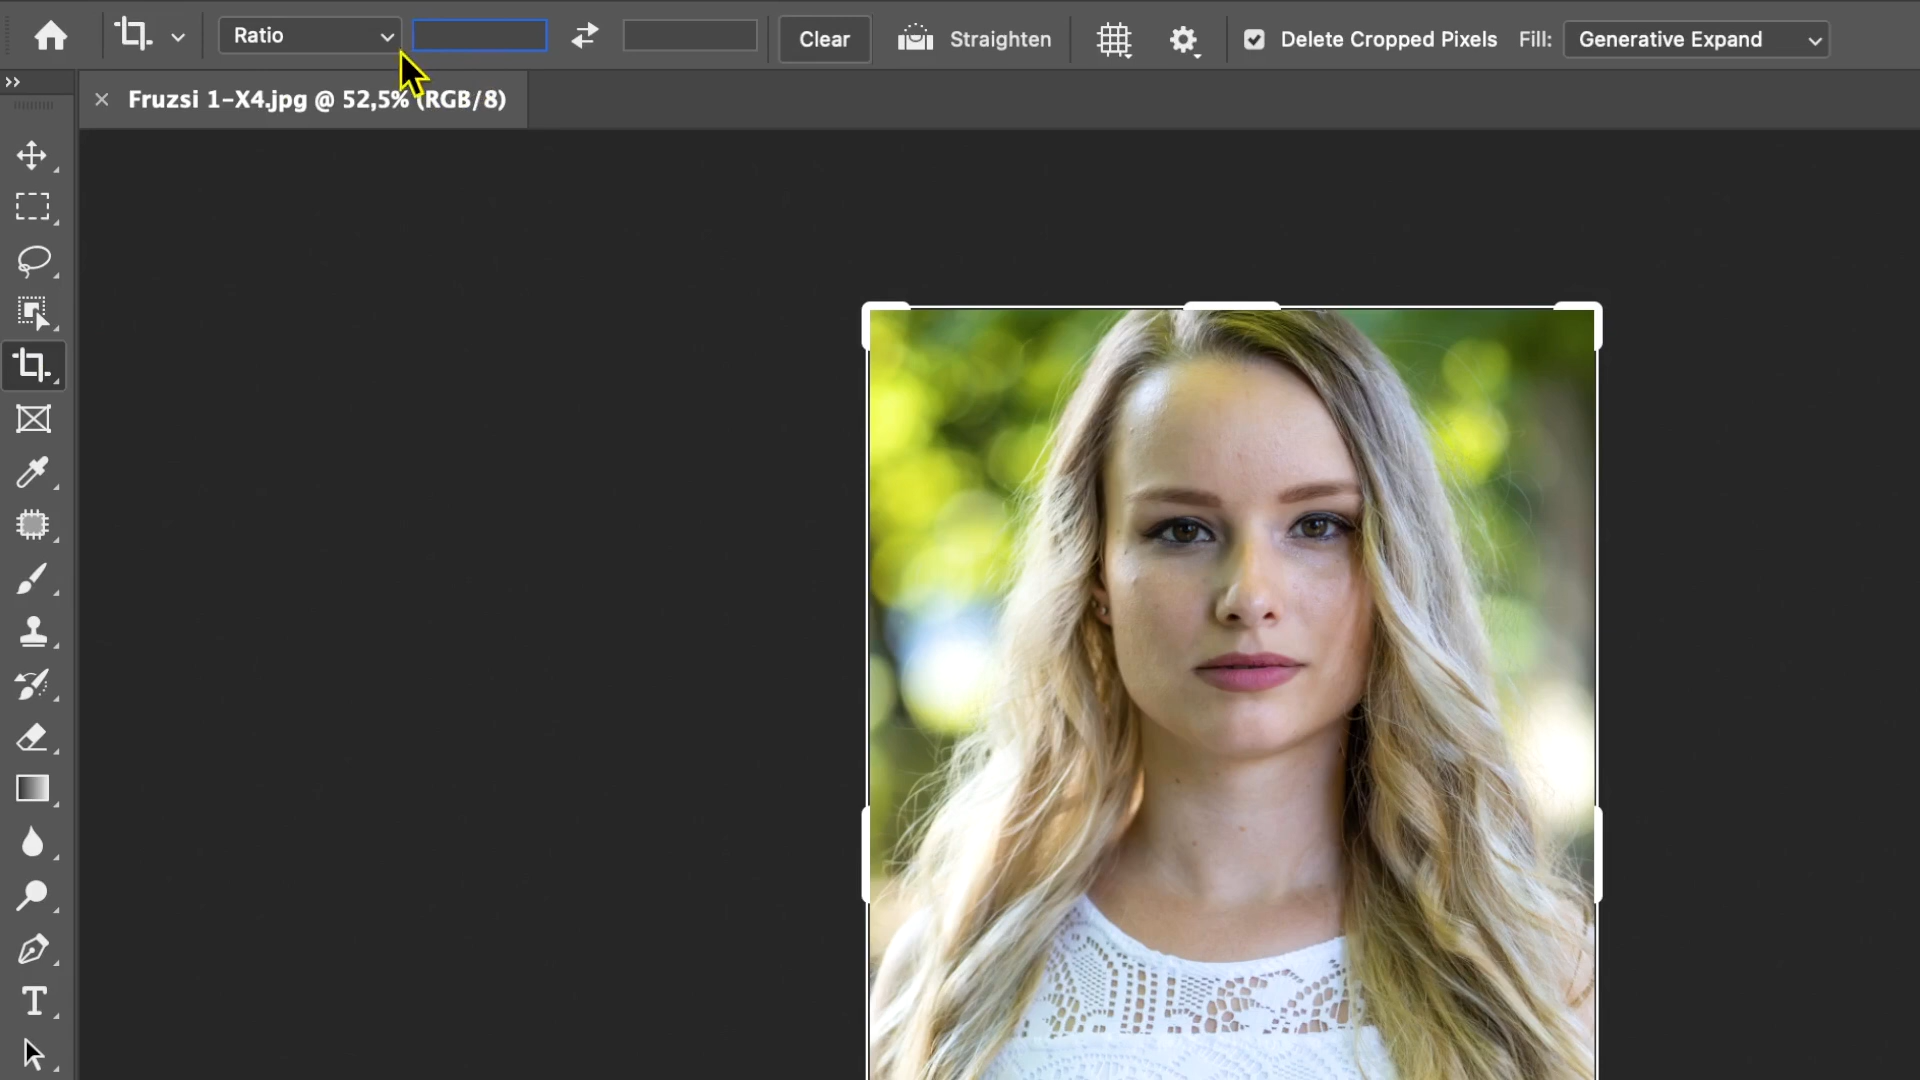 Ratio
Clear
Straighten
Delete Cropped Pixels
Fill:
Generative Expand
Fruzsi 1-X4.jpg @ 52,5% (RGB/8)